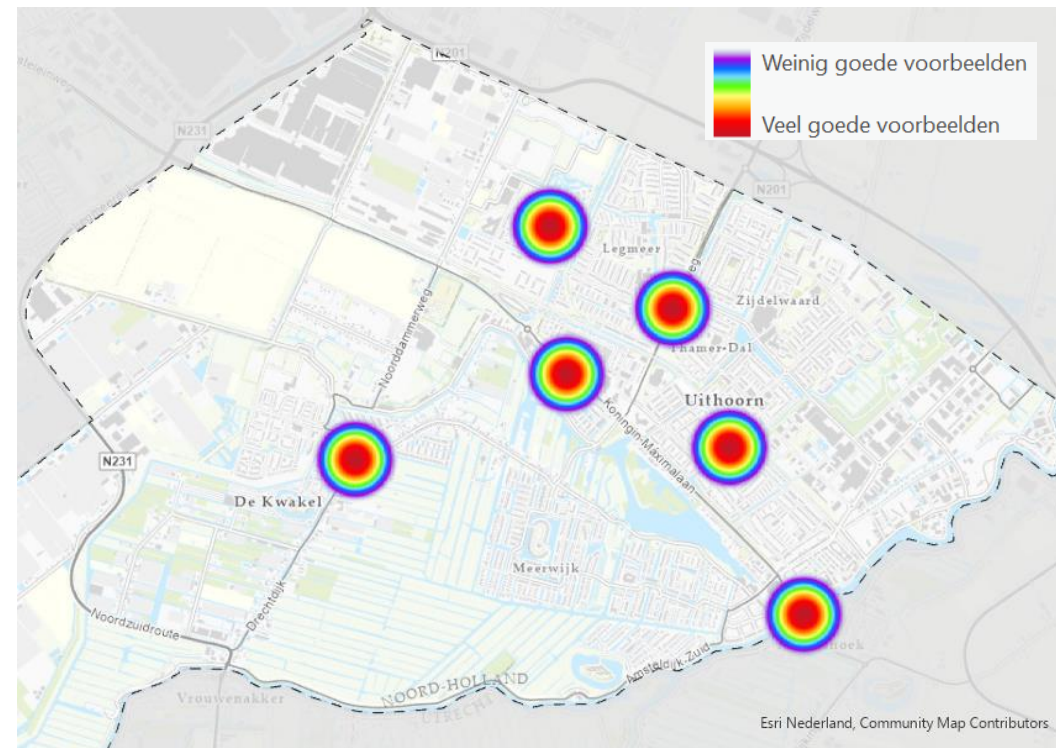 N201
Weinig goede voorbeelden
Veel goede voorbeelden
N231
N201
Legmeer
Zijdelwaard
Noorddammerweg
Thamer-Dal
Uithoorn
Koningin-Maximalaan
N231
De Kwakel
Meerwijk
Drechtdijk
Noordzuidroute
Amsteldijk-Zuid
NOORD-HOLLAND
Vrouwenakker
UTRECHT
Esri Nederland, Community Map Contributors